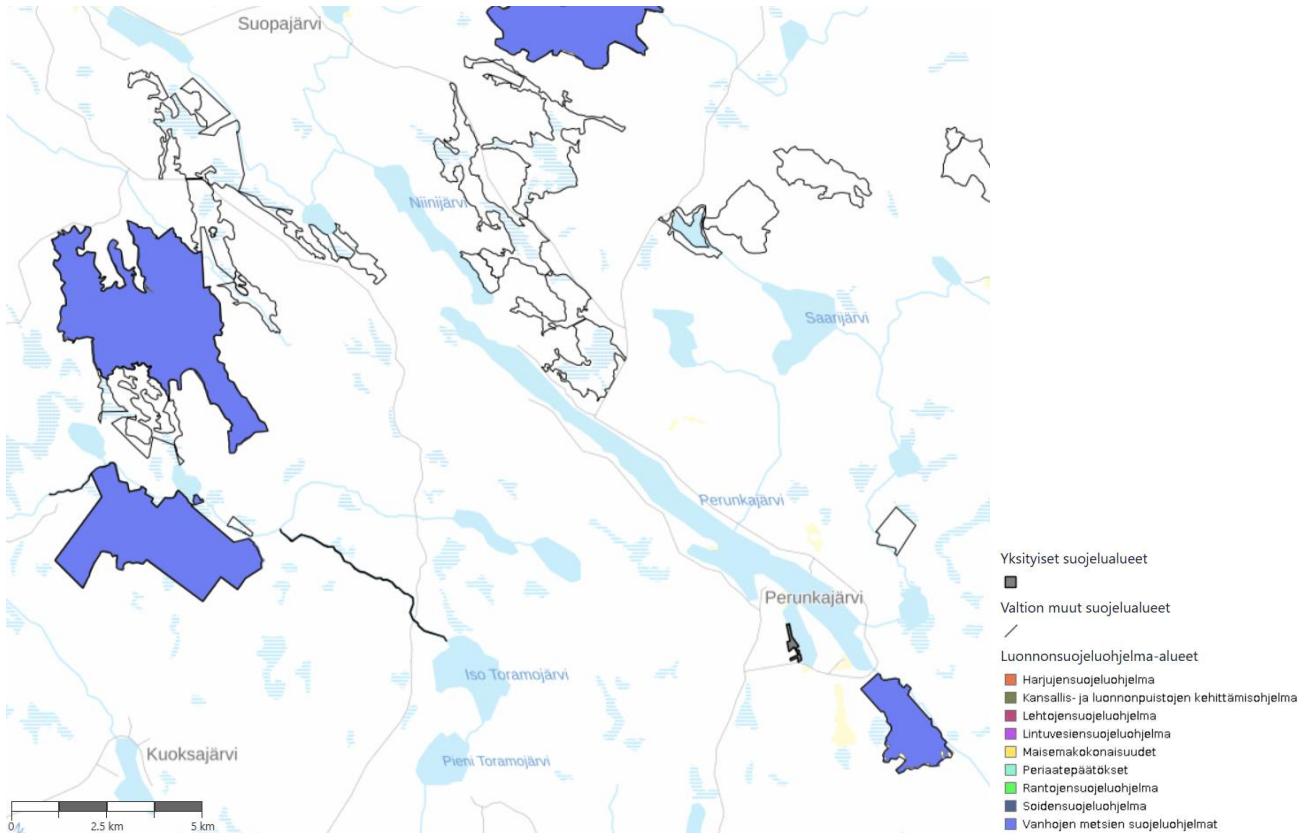 Suopajärvi
Niinijärvi
Saarijärvi
Perunkajärvi
Perunkajärvi
Iso Toramojärvi
Pieni Toramojärvi
Kuoksajärvi
0 2.5 km 5 km
Yksityiset suojelualueet
Valtion muut suojelualueet
Luonnonsuojeluohjelma-alueet
Harjujensuojeluohjelma
Kansallis- ja luonnonpuistojen kehittämisohjelma
Lehtojensuojeluohjelma
Lintuvesiensuojeluohjelma
Maisemakokonaisuudet
Periaatepäätökset
Rantojensuojeluohjelma
Soidensuojeluohjelma
Vanhojen metsien suojeluohjelmat